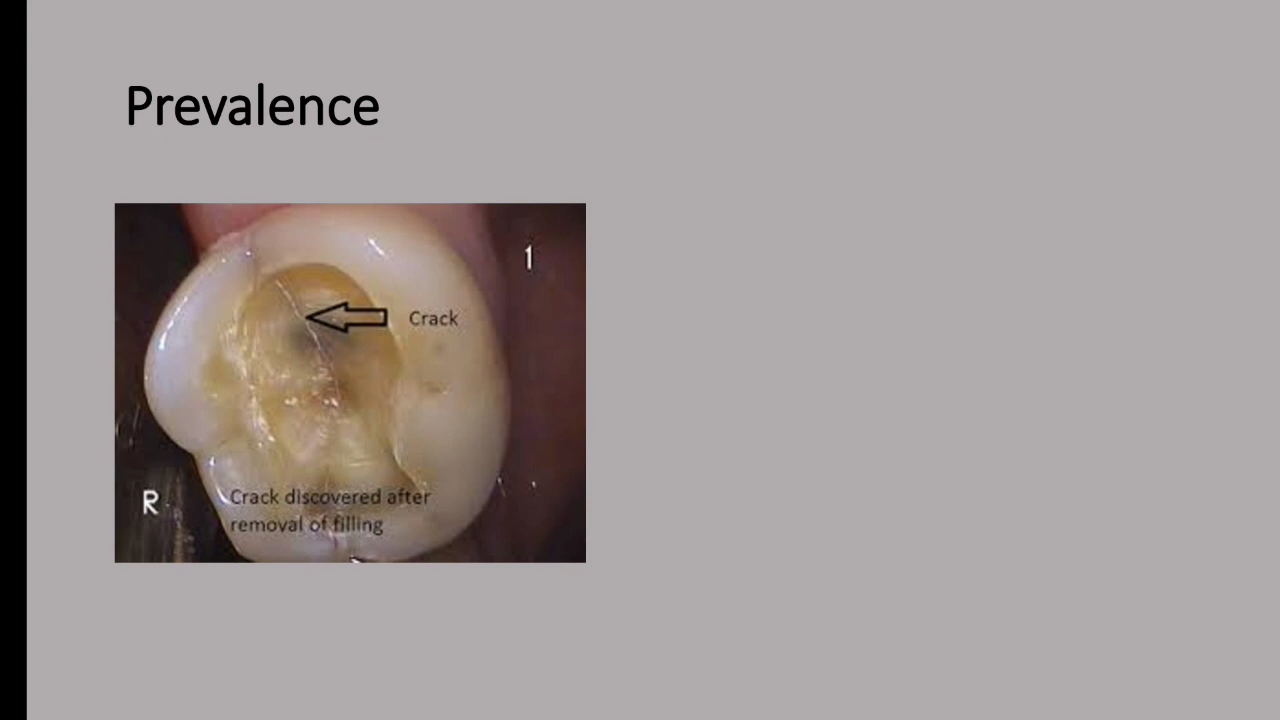 Prevalence
1
Crack
R
Crack discovered after
removal of filling